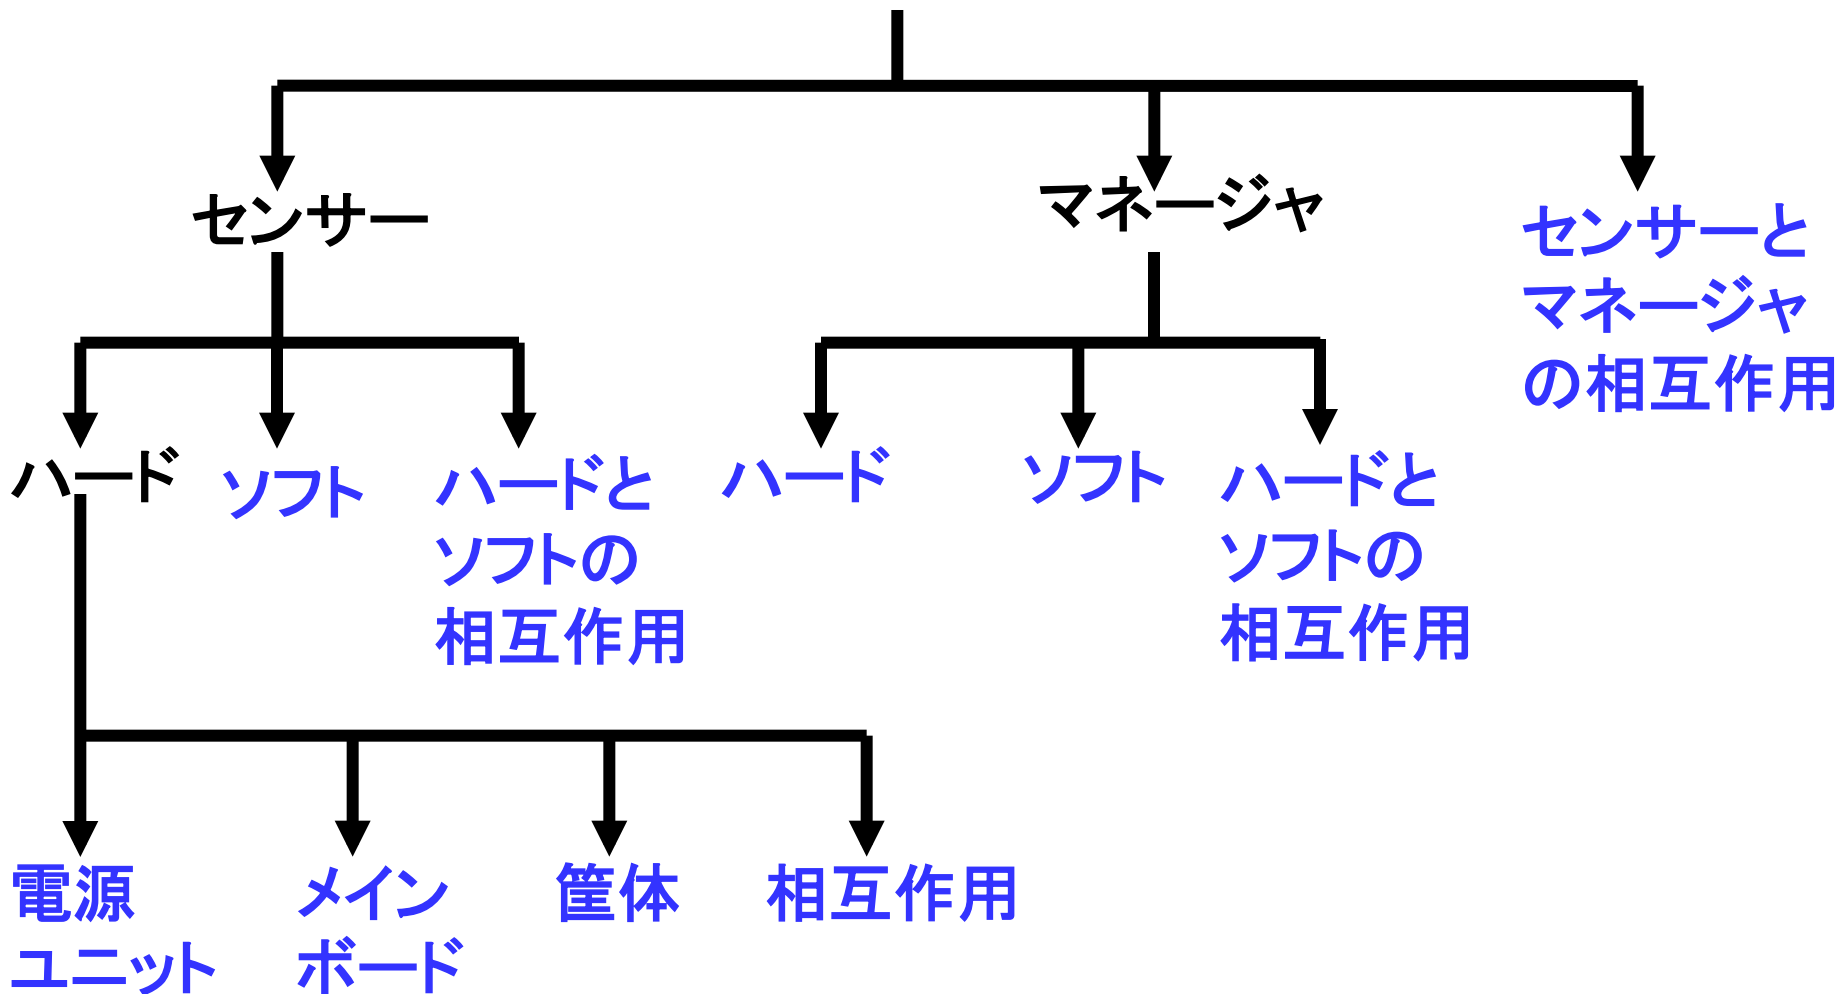 センサー
マネージャ
センサーと
マネージャ
の相互作用
ハード
ソフト
ハードと
ソフトの
相互作用
ハード
ソフト
ハードと
ソフトの
相互作用
電源
ユニット
メイン
ボード
筐体
相互作用